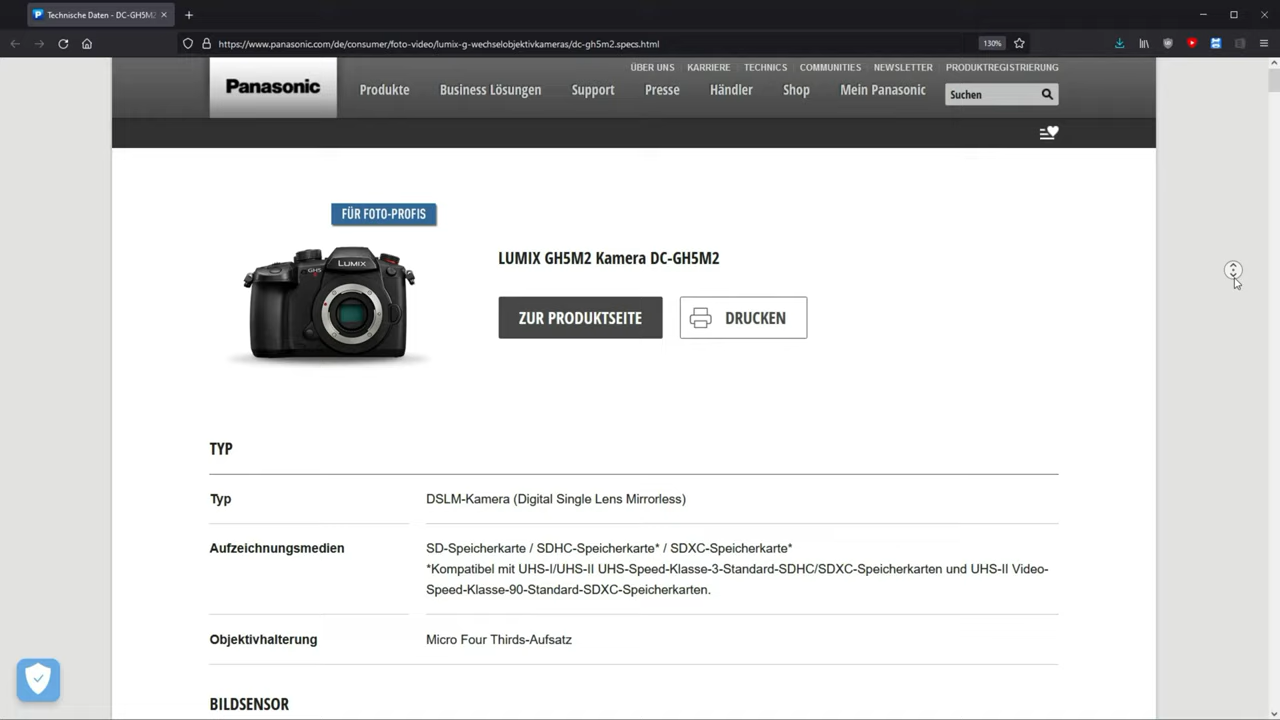 Technische Daten - DC-GH5M2
https://www.panasonic.com/de/consumer/foto-video/lumix-g-wechselobjektivkameras/dc-gh5m2.specs.html
130%
ÜBER UNS KARRIERE TECHNICS COMMUNITIES NEWSLETTER PRODUKTREGISTRIERUNG
Panasonic
Produkte Business Lösungen Support Presse Händler Shop Mein Panasonic
Suchen
FÜR FOTO-PROFIS
LUMIX
GH5
LUMIX GH5M2 Kamera DC-GH5M2
ZUR PRODUKTSEITE DRUCKEN
TYP
Typ DSLM-Kamera (Digital Single Lens Mirrorless)
Aufzeichnungsmedien SD-Speicherkarte / SDHC-Speicherkarte* / SDXC-Speicherkarte*
*Kompatibel mit UHS-I/UHS-II UHS-Speed-Klasse-3-Standard-SDHC/SDXC-Speicherkarten und UHS-II Video-
Speed-Klasse-90-Standard-SDXC-Speicherkarten.
Objektivhalterung Micro Four Thirds-Aufsatz
BILDSENSOR